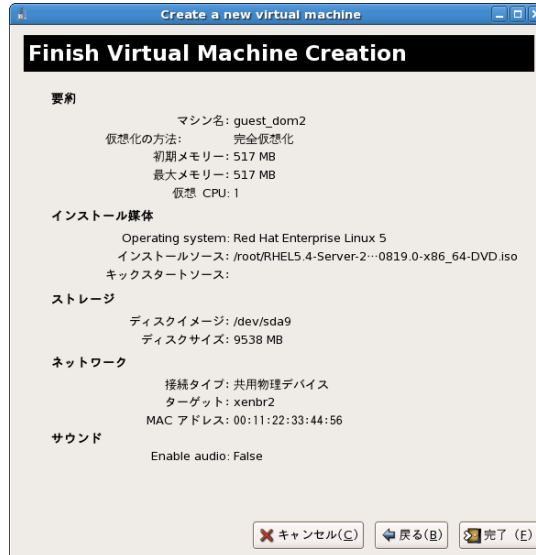 Create a new virtual machine
Finish Virtual Machine Creation
要約
マシン名: guest_dom2
仮想化の方法: 完全仮想化
初期メモリー: 517 MB
最大メモリー: 517 MB
仮想 CPU: 1
インストール媒体
Operating system: Red Hat Enterprise Linux 5
インストールソース: /root/RHEL5.4-Server-2⋯0819.0-x86_64-DVD.iso
キックスタートソース:
ストレージ
ディスクイメージ: /dev/sda9
ディスクサイズ: 9538 MB
ネットワーク
接続タイプ: 共用物理デバイス
ターゲット: xenbr2
MAC アドレス: 00:11:22:33:44:56
サウンド
Enable audio: False
キャンセル(C) 戻る(B) 完了 (F)